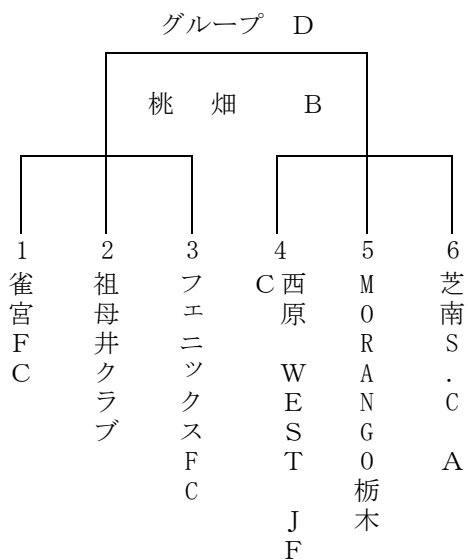 グループ D
桃 畑 B
1
2
3
4
5
6
雀宮FC
祖母井クラブ
フェニックスFC
西原 WEST JFC
MORANGO栃木
芝南S.C A